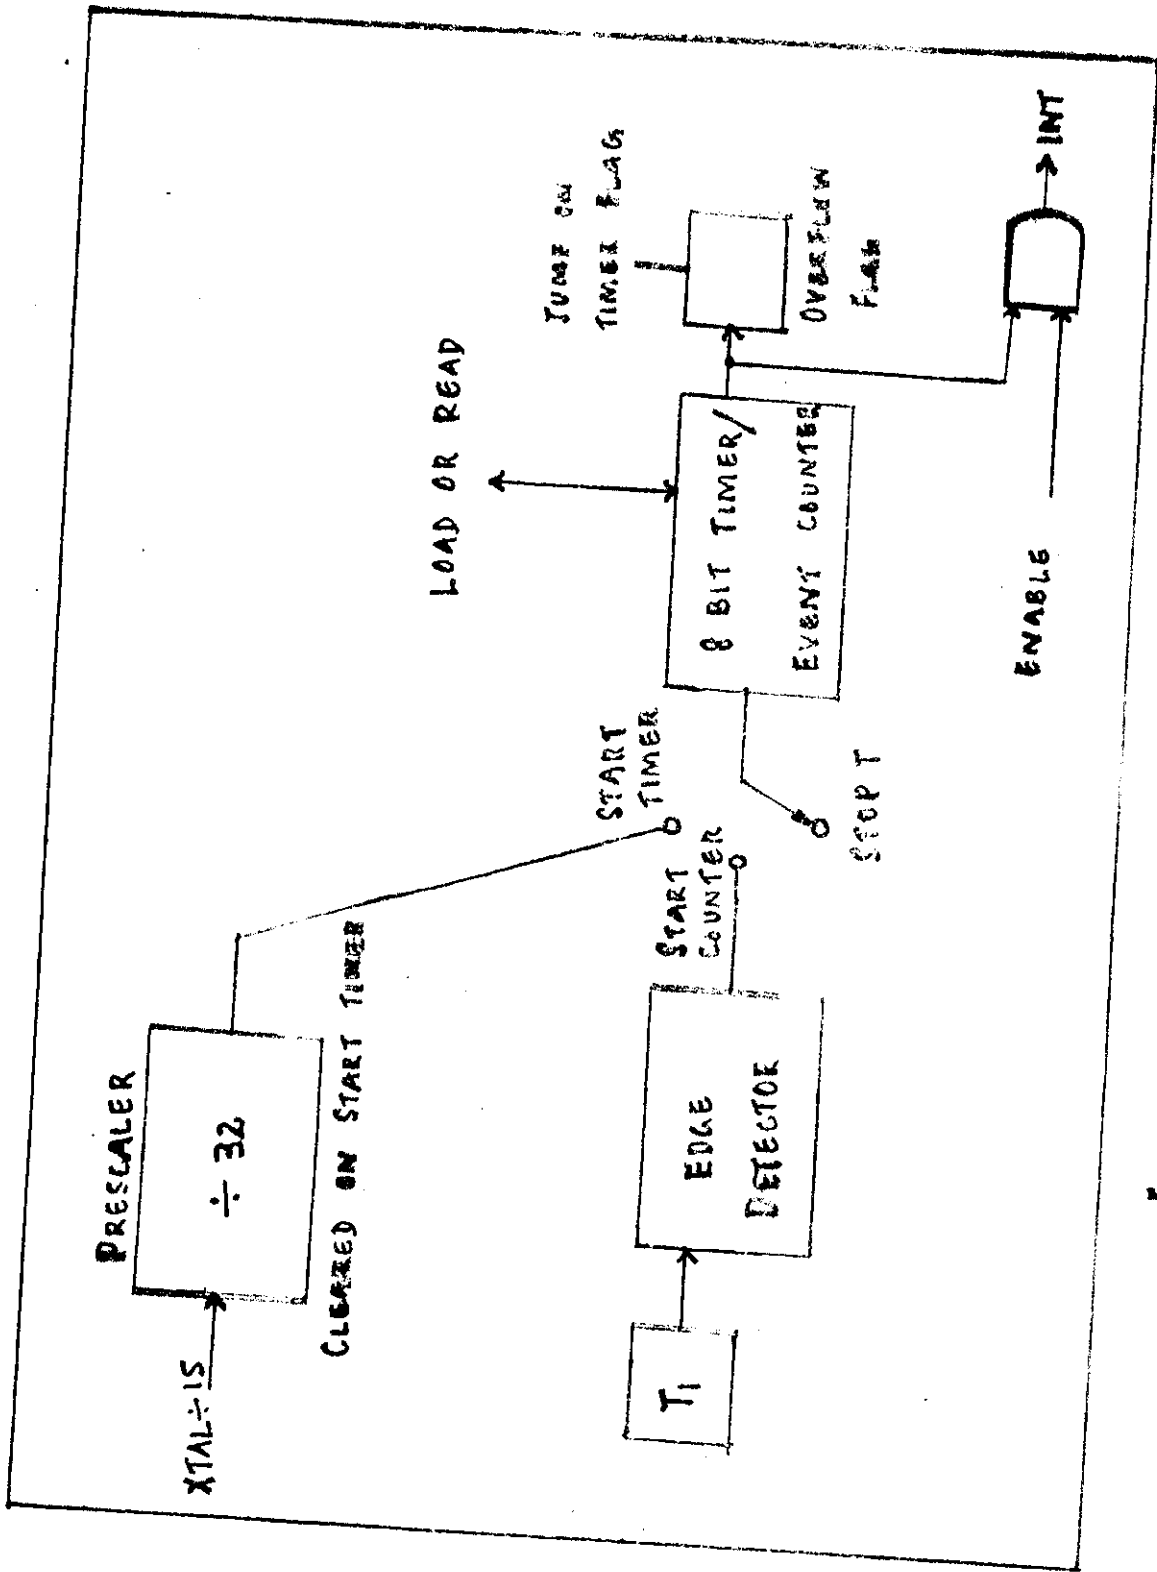 PRESCALER
XTAL÷15
÷ 32
CLEARED ON START TIMER
LOAD OR READ
START
TIMER
JUMP ON
TIMER FLAG
T1
EDGE
DETECTOR
START
COUNTER
8 BIT TIMER/
EVENT COUNTER
OVERFLOW
FLAG
STOP T
ENABLE
INT